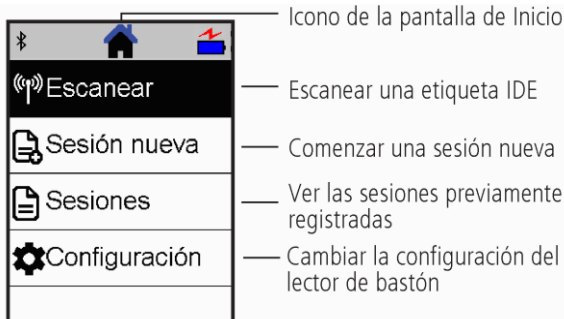 Icono de la pantalla de Inicio
Escanear
Escanear una etiqueta IDE
Sesión nueva
Comenzar una sesión nueva
Sesiones
Ver las sesiones previamente
registradas
Configuración
Cambiar la configuración del
lector de bastón